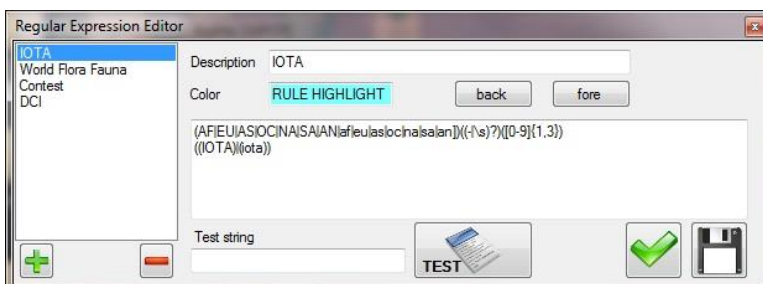 Regular Expression Editor
IOTA
World Flora Fauna
Contest
DCI
Description IOTA
Color RULE HIGHLIGHT back fore
(AF|EU|AS|OC|NA|SA|AN|af|eu|as|oc|na|sa|an])((-|\s)?)([0-9]{1,3})
((IOTA)|(iota))
Test string
TEST